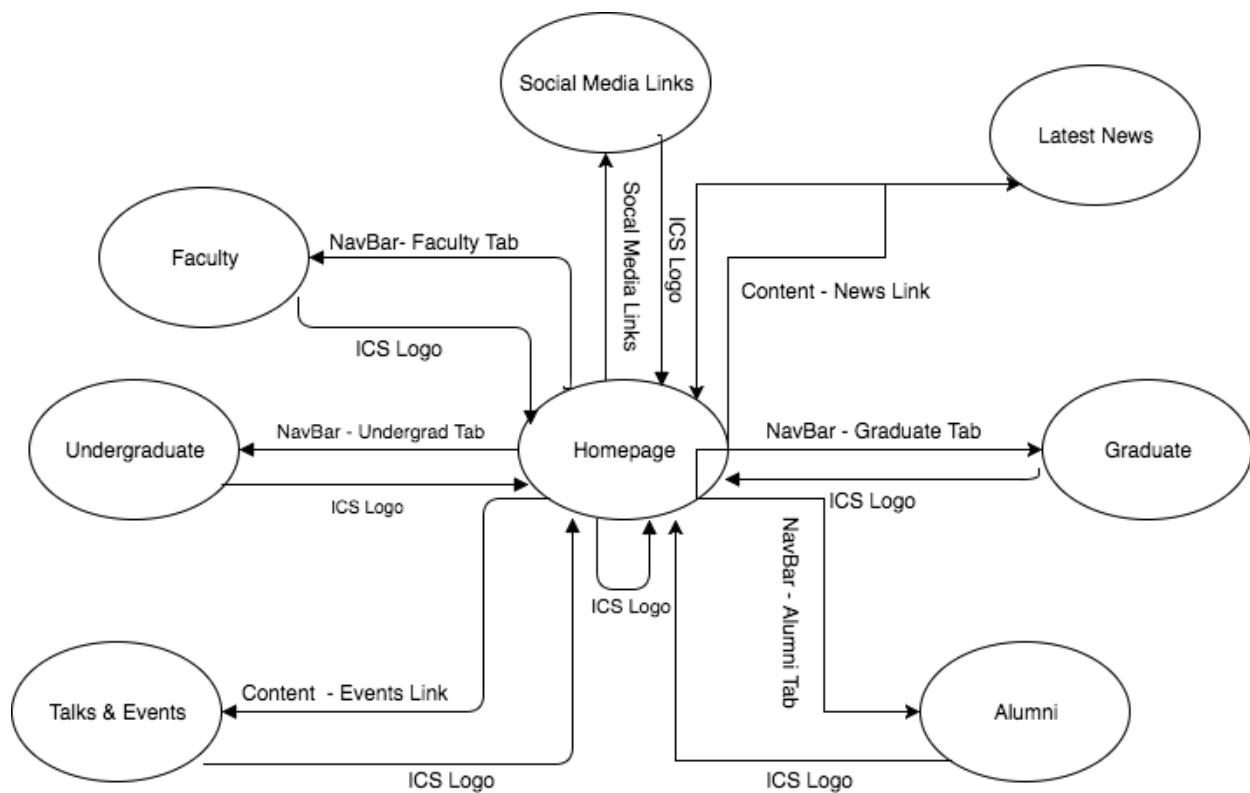 Social Media Links
Latest News
Faculty
NavBar- Faculty Tab
Socal Media Links
ICS Logo
Content - News Link
ICS Logo
Undergraduate
NavBar - Undergrad Tab
Homepage
NavBar - Graduate Tab
Graduate
ICS Logo
ICS Logo
NavBar - Alumni Tab
ICS Logo
Talks & Events
Content  - Events Link
Alumni
ICS Logo
ICS Logo